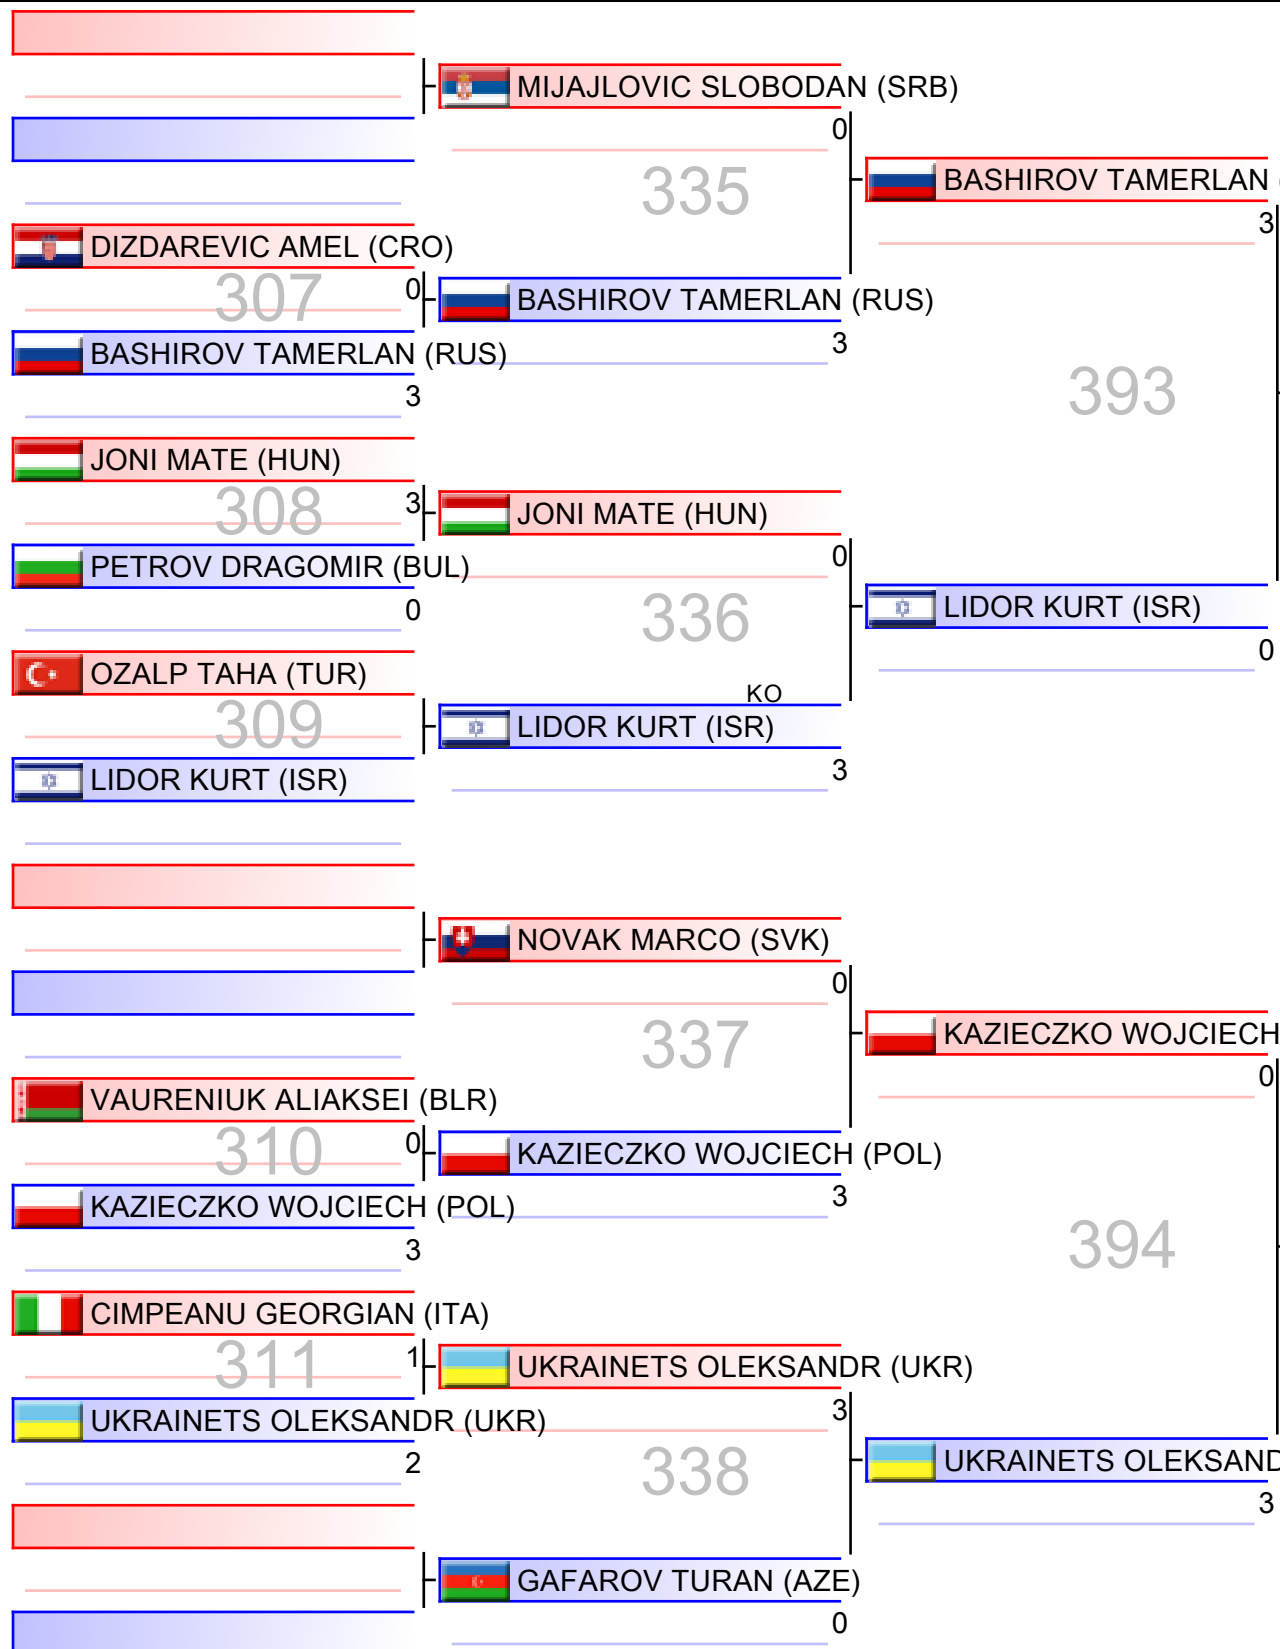 MIJAJLOVIC SLOBODAN (SRB)
0
335
BASHIROV TAMERLAN
3
DIZDAREVIC AMEL (CRO)
307
0
BASHIROV TAMERLAN (RUS)
3
BASHIROV TAMERLAN (RUS)
3
393
JONI MATE (HUN)
308
3
JONI MATE (HUN)
0
PETROV DRAGOMIR (BUL)
0
336
LIDOR KURT (ISR)
0
OZALP TAHA (TUR)
309
KO
LIDOR KURT (ISR)
3
LIDOR KURT (ISR)
NOVAK MARCO (SVK)
0
337
KAZIECZKO WOJCIECH
0
VAURENIUK ALIAKSEI (BLR)
310
0
KAZIECZKO WOJCIECH (POL)
3
KAZIECZKO WOJCIECH (POL)
3
394
CIMPEANU GEORGIAN (ITA)
311
1
UKRAINETS OLEKSANDR (UKR)
3
UKRAINETS OLEKSANDR (UKR)
2
338
UKRAINETS OLEKSAND
3
GAFAROV TURAN (AZE)
0